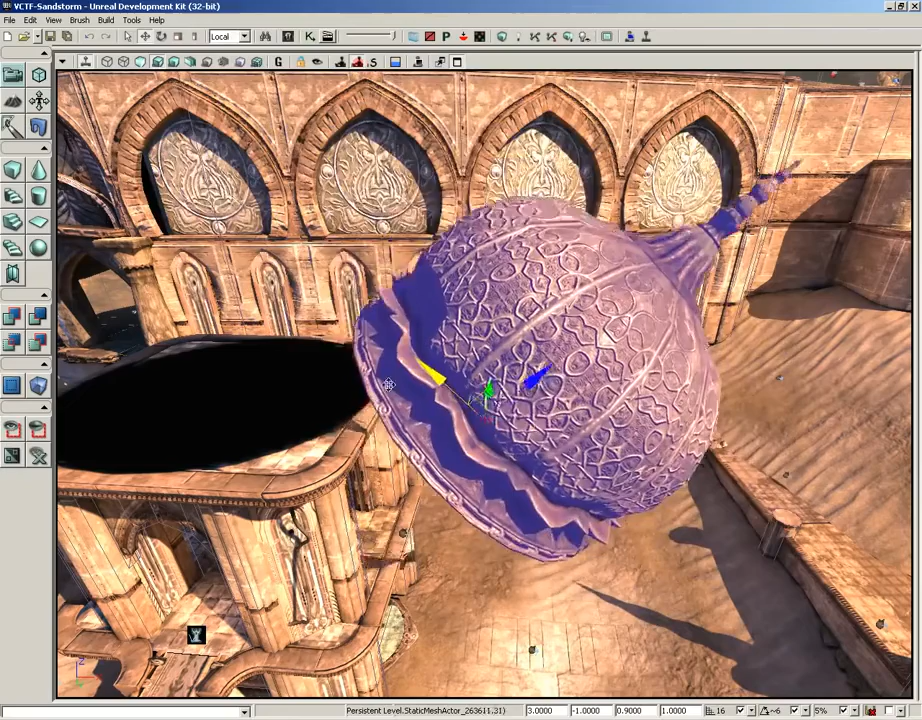 VCTF-Sandstorm - Unreal Development Kit (32-bit)
File Edit View Brush Build Tools Help
Local
G
Persistent Level.StaticMeshActor_263611.31)
3.0000
-1.0000
0.9000
1.0000
16
~6
5%